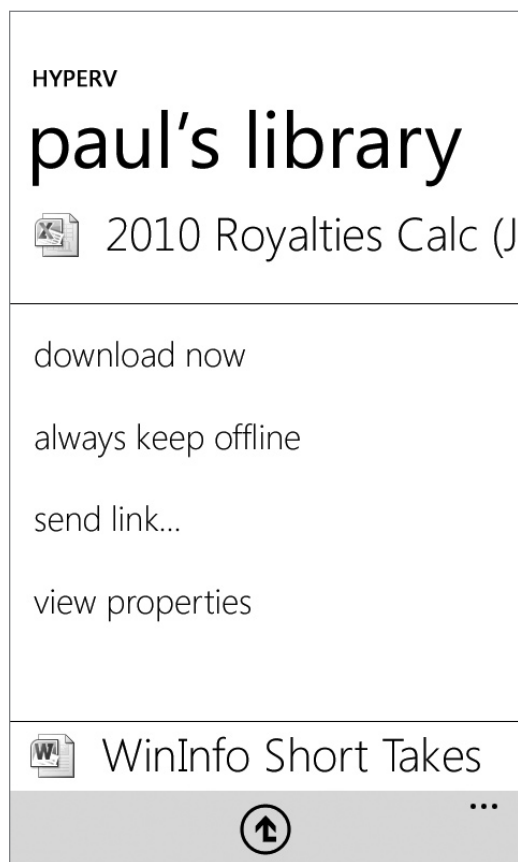 HYPERV
paul's library
2010 Royalties Calc (J
download now
always keep offline
send link...
view properties
WinInfo Short Takes
...